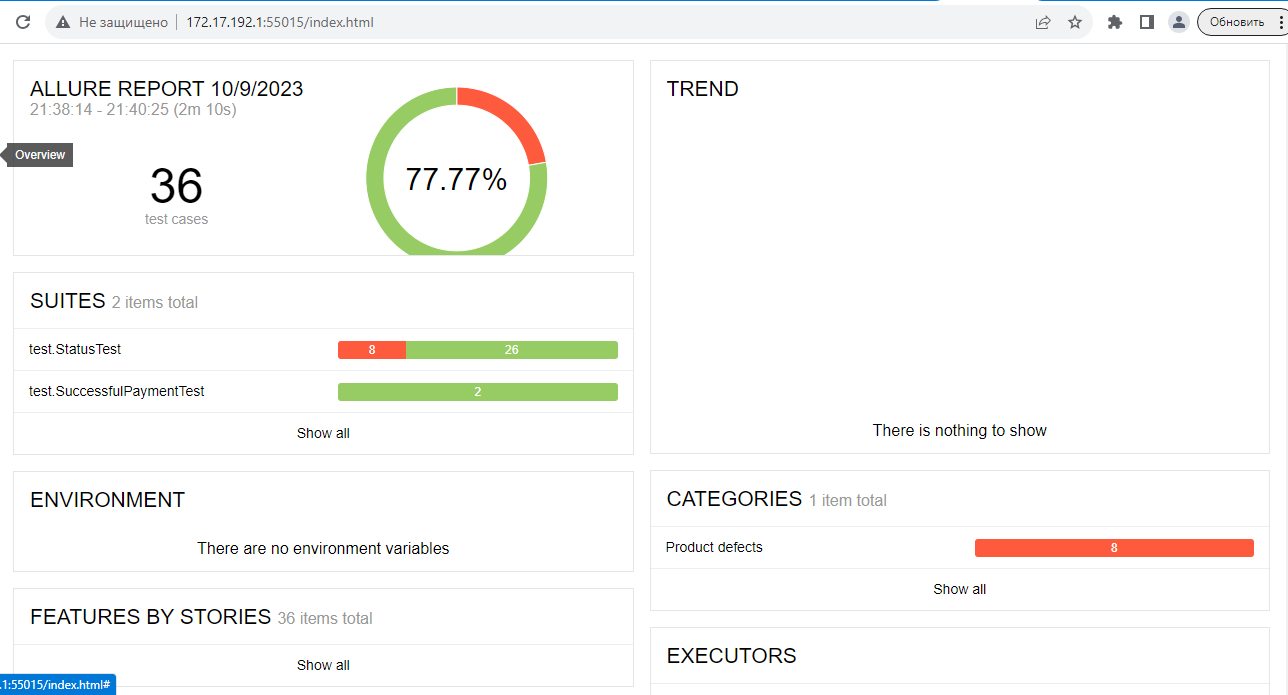 Не защищено
172.17.192.1:55015/index.html
Обновить
ALLURE REPORT 10/9/2023
21:38:14 - 21:40:25 (2m 10s)
Overview
36
test cases
77.77%
SUITES 2 items total
test.StatusTest
8
26
test.SuccessfulPaymentTest
2
Show all
ENVIRONMENT
There are no environment variables
FEATURES BY STORIES 36 items total
Show all
TREND
There is nothing to show
CATEGORIES 1 item total
Product defects
8
Show all
EXECUTORS
.1:55015/index.html#